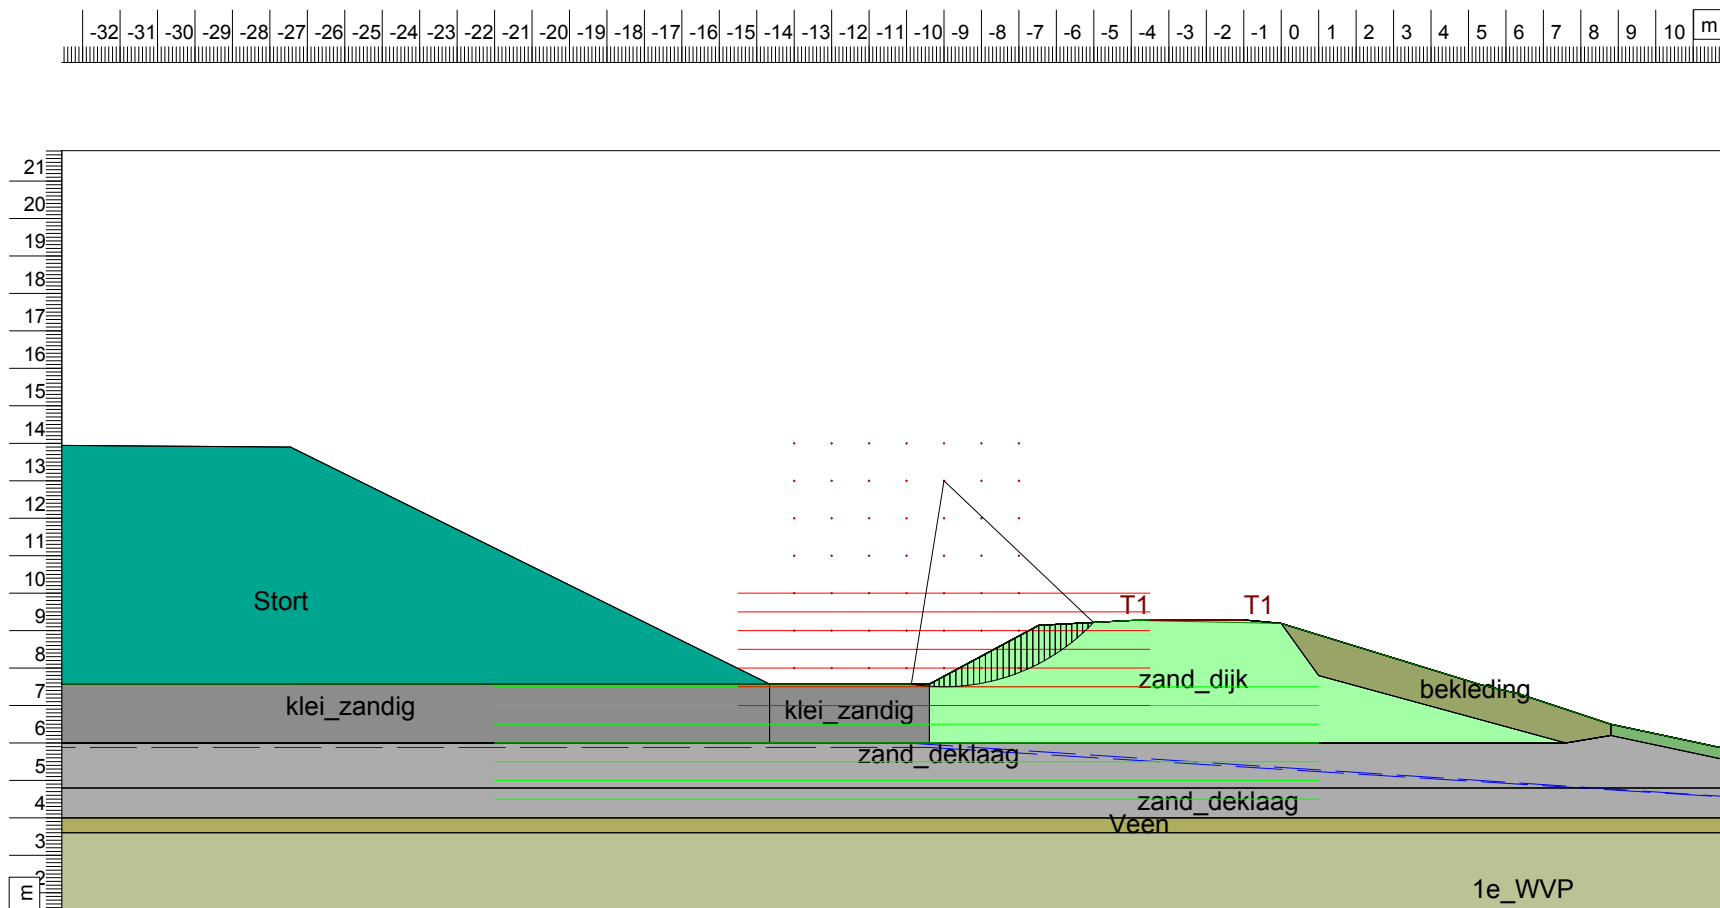 -32 -31 -30 -29 -28 -27 -26 -25 -24 -23 -22 -21 -20 -19 -18 -17 -16 -15 -14 -13 -12 -11 -10 -9 -8 -7 -6 -5 -4 -3 -2 -1 0 1 2 3 4 5 6 7 8 9 10 m
21
20
19
18
17
16
15
14
13
12
11
10
9
8
7
6
5
4
3
2
m
Stort
T1 T1
zand_dijk
bekleding
klei_zandig
klei_zandig
zand_deklaag
zand_deklaag
Veen
1e_WVP